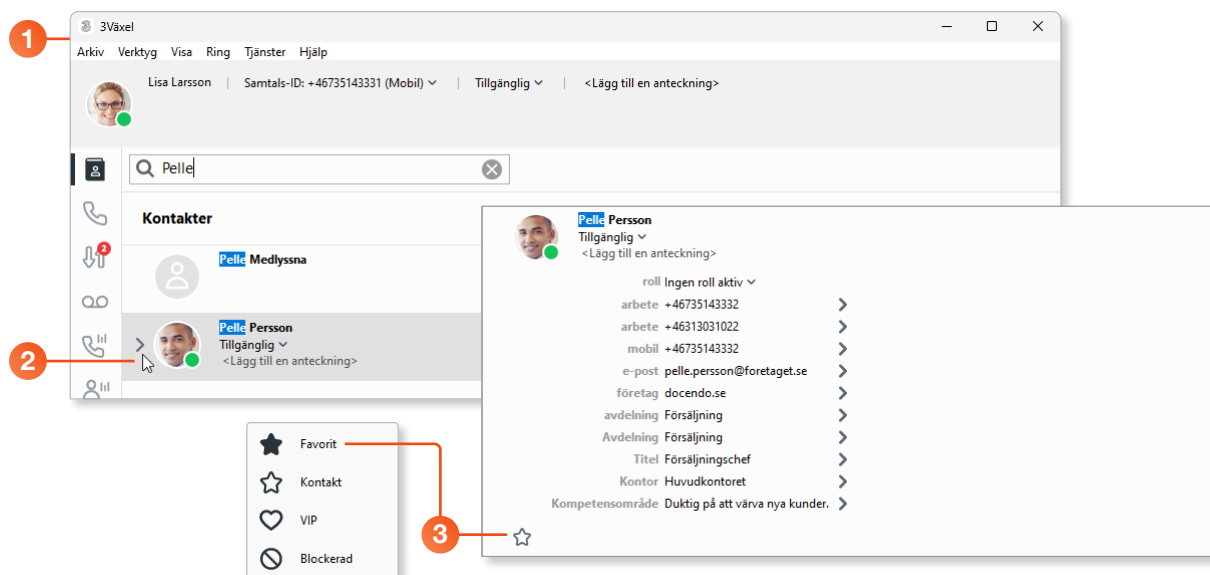 1
3Växel
Arkiv Verktyg Visa Ring Tjänster Hjälp
Lisa Larsson | Samtals-ID: +46735143331 (Mobil) | Tillgänglig | <Lägg till en anteckning>
Pelle
Kontakter
2
Pelle Medlyssna
2
Pelle Persson
Tillgänglig
<Lägg till en anteckning>
Pelle Persson
Tillgänglig
<Lägg till en anteckning>
roll Ingen roll aktiv
arbete +46735143332
arbete +46313031022
mobil +46735143332
e-post pelle.persson@foretaget.se
företag docendo.se
avdelning Försäljning
Avdelning Försäljning
Titel Försäljningschef
Kontor Huvudkontoret
Kompetensområde Duktig på att värva nya kunder.
Favorit
Kontakt
VIP
Blockerad
3